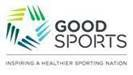 GOOD
SPORTS
INSPIRING A HEALTHIER SPORTING NATION